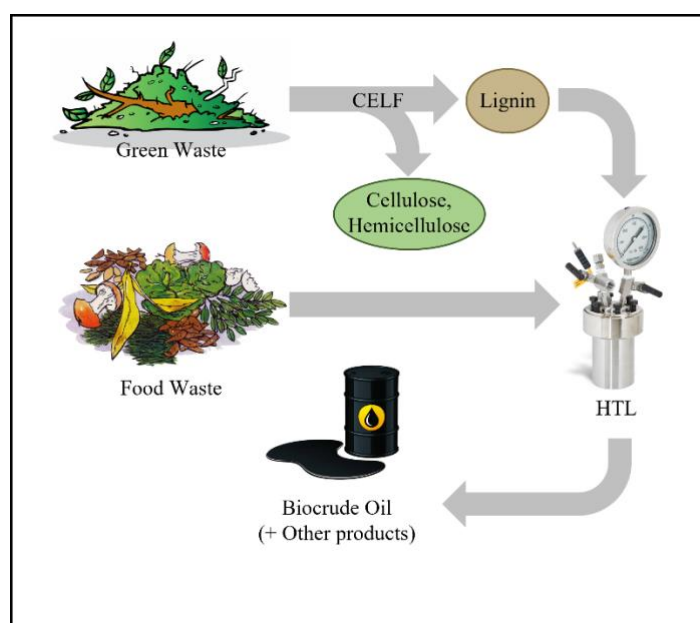 CELF
Lignin
Green Waste
Cellulose,
Hemicellulose
Food Waste
HTL
Biocrude Oil
(+ Other products)